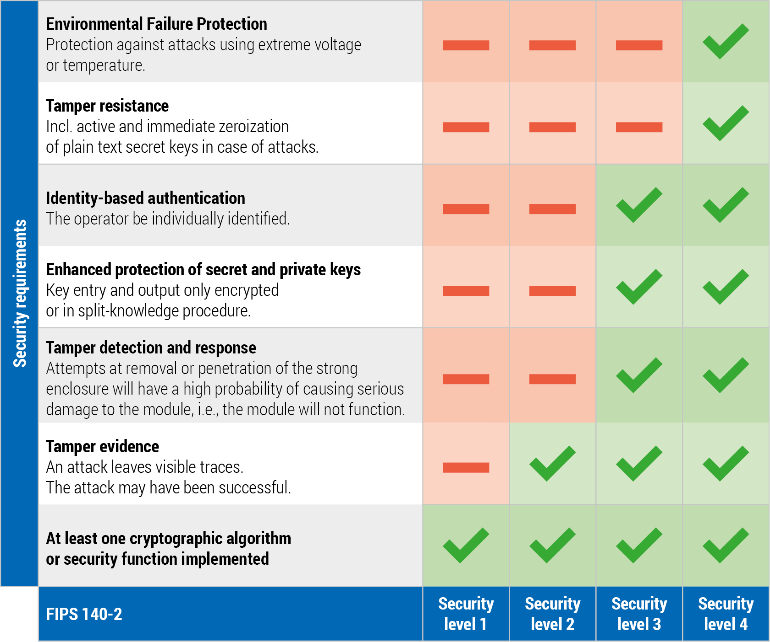 Security requirements
Environmental Failure Protection
Protection against attacks using extreme voltage
or temperature.
Tamper resistance
Incl. active and immediate zeroization
of plain text secret keys in case of attacks.
Identity-based authentication
The operator be individually identified.
Enhanced protection of secret and private keys
Key entry and output only encrypted
or in split-knowledge procedure.
Tamper detection and response
Attempts at removal or penetration of the strong
enclosure will have a high probability of causing serious
damage to the module, i.e., the module will not function.
Tamper evidence
An attack leaves visible traces.
The attack may have been successful.
At least one cryptographic algorithm
or security function implemented
FIPS 140-2
Security
level 1
Security
level 2
Security
level 3
Security
level 4